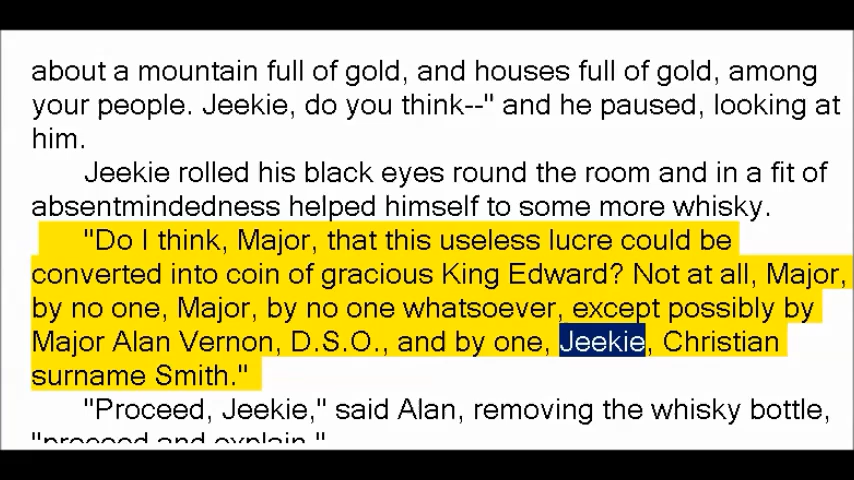 about a mountain full of gold, and houses full of gold, among
your people. Jeekie, do you think--" and he paused, looking at
him.
Jeekie rolled his black eyes round the room and in a fit of
absentmindedness helped himself to some more whisky.
"Do I think, Major, that this useless lucre could be
converted into coin of gracious King Edward? Not at all, Major,
by no one, Major, by no one whatsoever, except possibly by
Major Alan Vernon, D.S.O., and by one, Jeekie, Christian
surname Smith."
"Proceed, Jeekie," said Alan, removing the whisky bottle,
"proceed and explain."